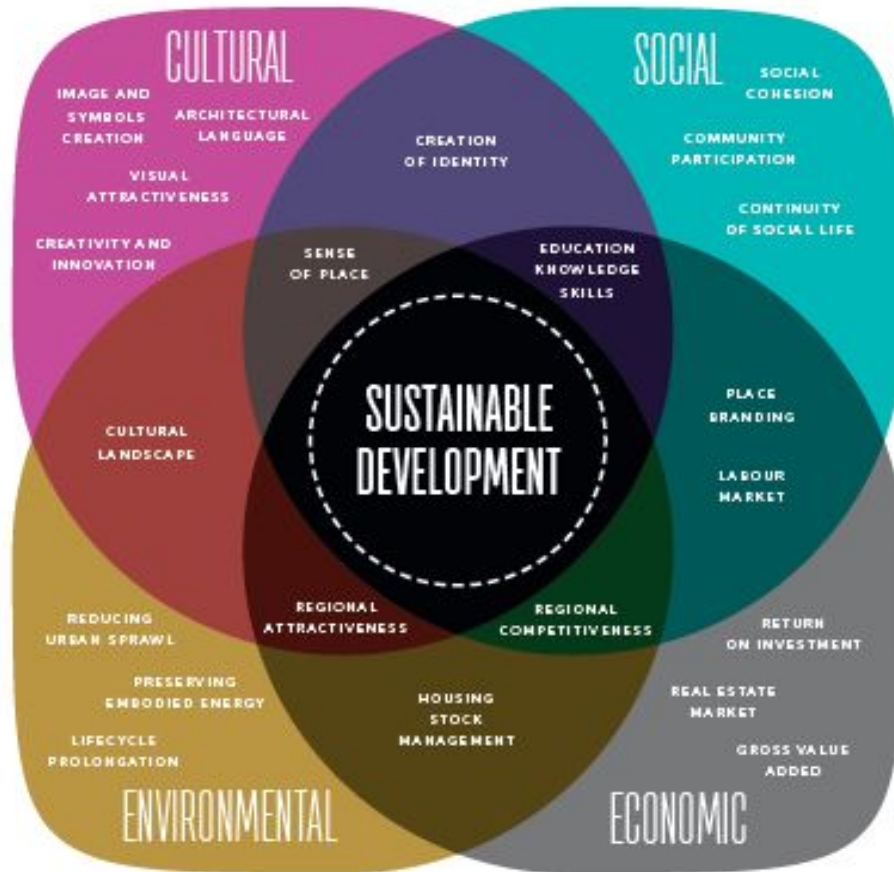 CULTURAL
IMAGE AND
SYMBOLS
CREATION
ARCHITECTURAL
LANGUAGE
VISUAL
ATTRACTIVENESS
CREATIVITY AND
INNOVATION
CREATION
OF IDENTITY
SOCIAL
SOCIAL
COHESION
COMMUNITY
PARTICIPATION
CONTINUITY
OF SOCIAL LIFE
SENSE
OF PLACE
EDUCATION
KNOWLEDGE
SKILLS
CULTURAL
LANDSCAPE
SUSTAINABLE
DEVELOPMENT
PLACE
BRANDING
LABOUR
MARKET
REGIONAL
ATTRACTIVENESS
REGIONAL
COMPETITIVENESS
REDUCING
URBAN SPRAWL
PRESERVING
EMBODIED ENERGY
LIFECYCLE
PROLONGATION
ENVIRONMENTAL
HOUSING
STOCK
MANAGEMENT
RETURN
ON INVESTMENT
REAL ESTATE
MARKET
GROSS VALUE
ADDED
ECONOMIC